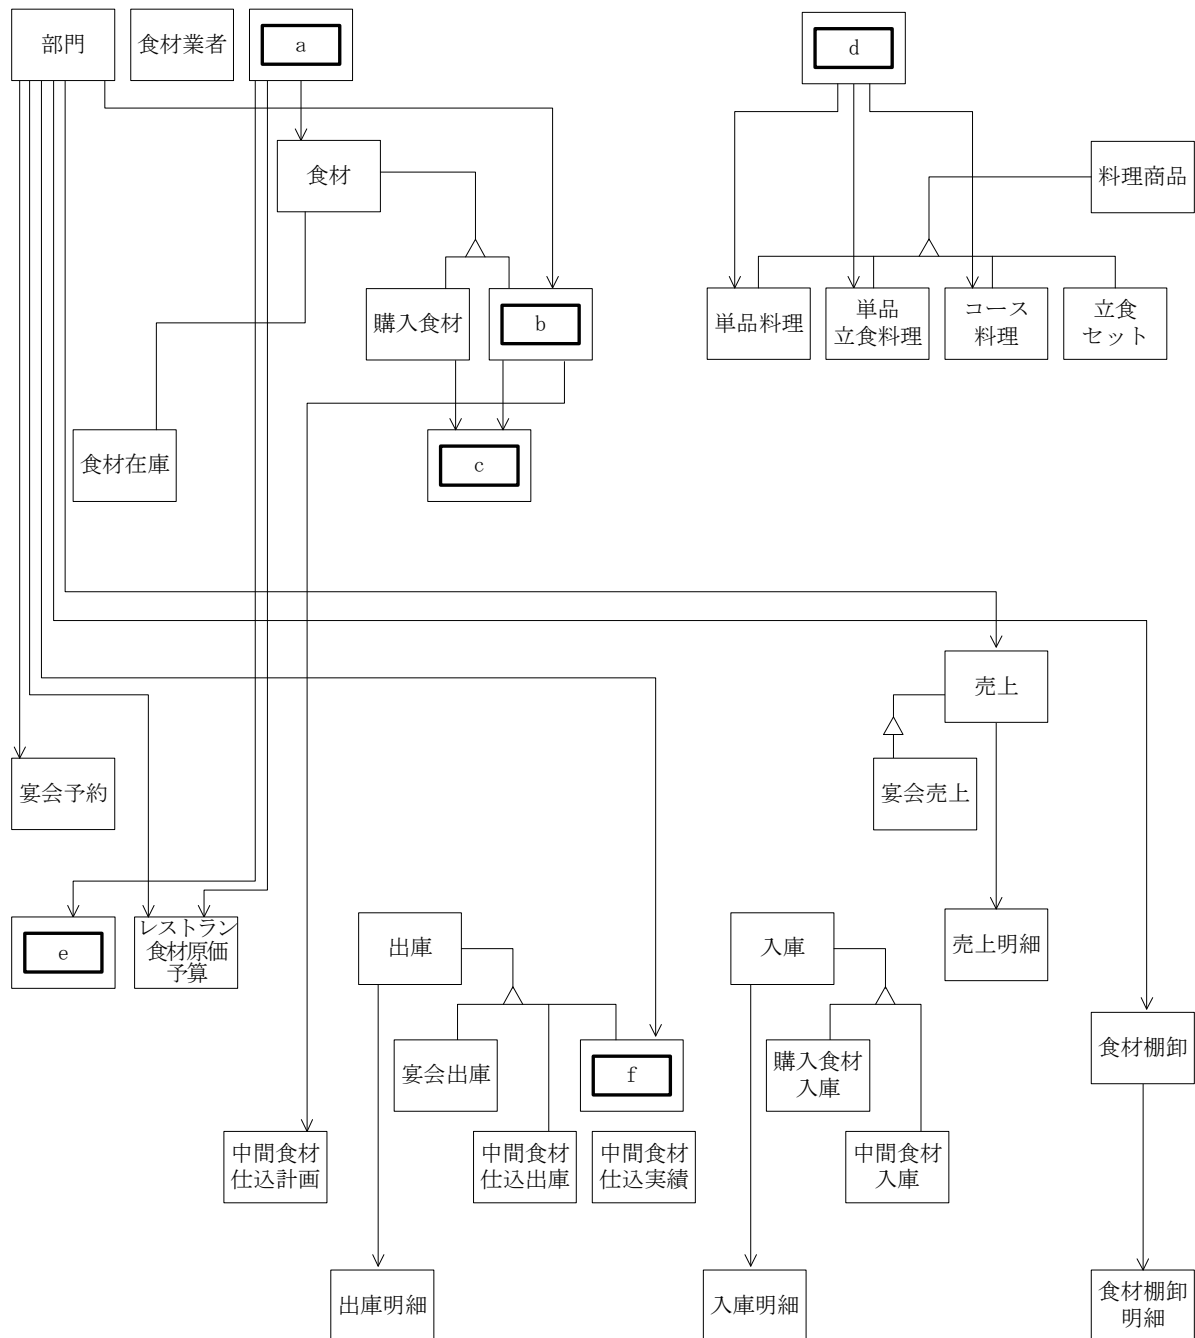 部門
食材業者
a
d
食材
料理商品
購入食材
b
単品料理
単品
立食料理
コース
料理
立食
セット
食材在庫
c
売上
宴会予約
宴会売上
e
レストラン
食材原価
予算
出庫
入庫
売上明細
宴会出庫
f
購入食材
入庫
食材棚卸
中間食材
仕込計画
中間食材
仕込出庫
中間食材
仕込実績
中間食材
入庫
出庫明細
入庫明細
食材棚卸
明細